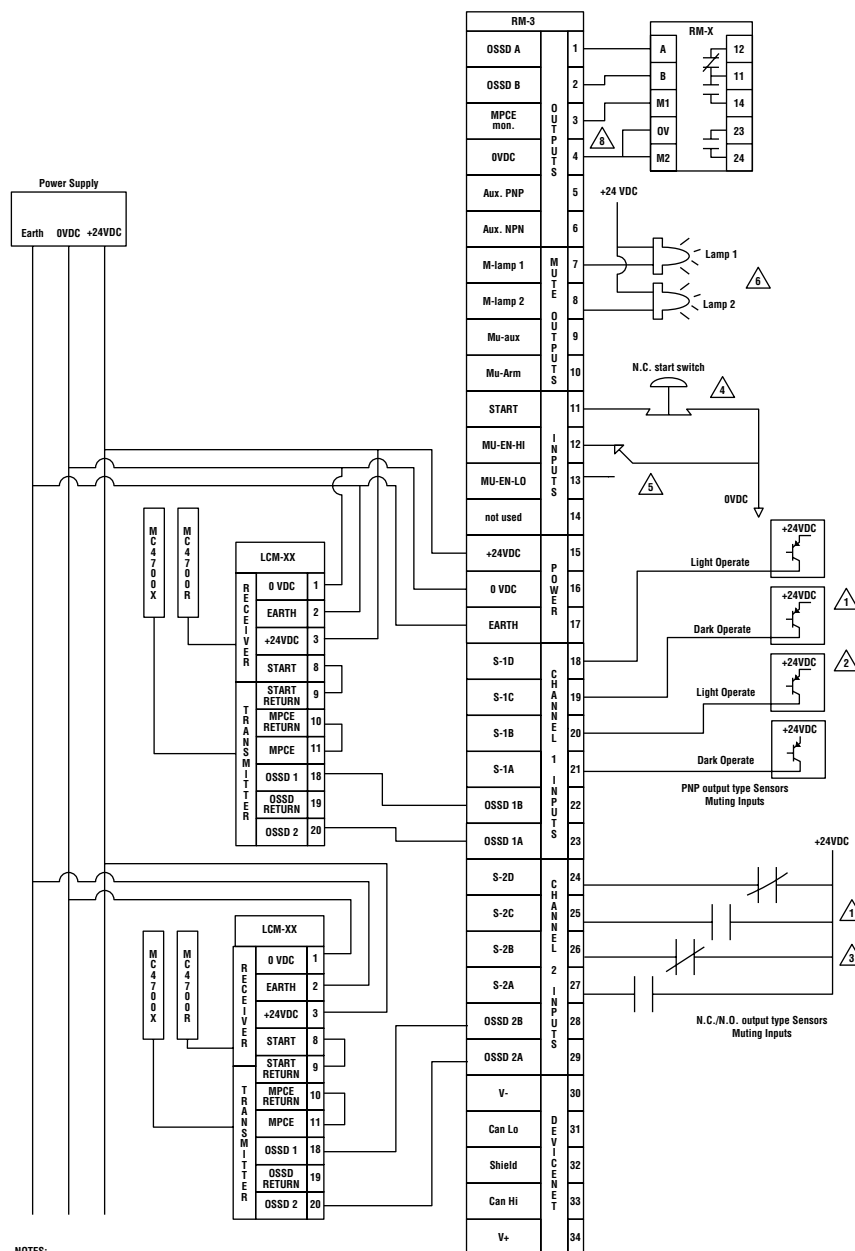 RM-3
OUTPUTS
OSSD A 1
OSSD B 2
MPCE mon. 3
0VDC 4
Aux. PNP 5
Aux. NPN 6
MUTE OUTPUTS
M-lamp 1 7
M-lamp 2 8
Mu-aux 9
Mu-Arm 10
INPUTS
START 11
MU-EN-HI 12
MU-EN-LO 13
not used 14
POWER
+24VDC 15
0 VDC 16
EARTH 17
CHANNEL 1 INPUTS
S-1D 18
S-1C 19
S-1B 20
S-1A 21
OSSD 1B 22
OSSD 1A 23
CHANNEL 2 INPUTS
S-2D 24
S-2C 25
S-2B 26
S-2A 27
OSSD 2B 28
OSSD 2A 29
DEVICENET
V- 30
Can Lo 31
Shield 32
Can Hi 33
V+ 34
RM-X
A 12
B 11
M1 14
0V 23
M2 24
8
+24 VDC
Lamp 1
6
Lamp 2
N.C. start switch
4
5
0VDC
+24VDC
Light Operate
+24VDC
1
Dark Operate
+24VDC
2
Light Operate
+24VDC
Dark Operate
PNP output type Sensors
Muting Inputs
+24VDC
1
3
N.C./N.O. output type Sensors
Muting Inputs
Power Supply
Earth 0VDC +24VDC
MC4700X
MC4700R
LCM-XX
RECEIVER
0 VDC 1
EARTH 2
+24VDC 3
START 8
TRANSMITTER
START RETURN 9
MPCE RETURN 10
MPCE 11
OSSD 1 18
OSSD RETURN 19
OSSD 2 20
MC4700X
MC4700R
LCM-XX
RECEIVER
0 VDC 1
EARTH 2
+24VDC 3
START 8
START RETURN 9
TRANSMITTER
MPCE RETURN 10
MPCE 11
OSSD 1 18
OSSD RETURN 19
OSSD 2 20
NOTES: